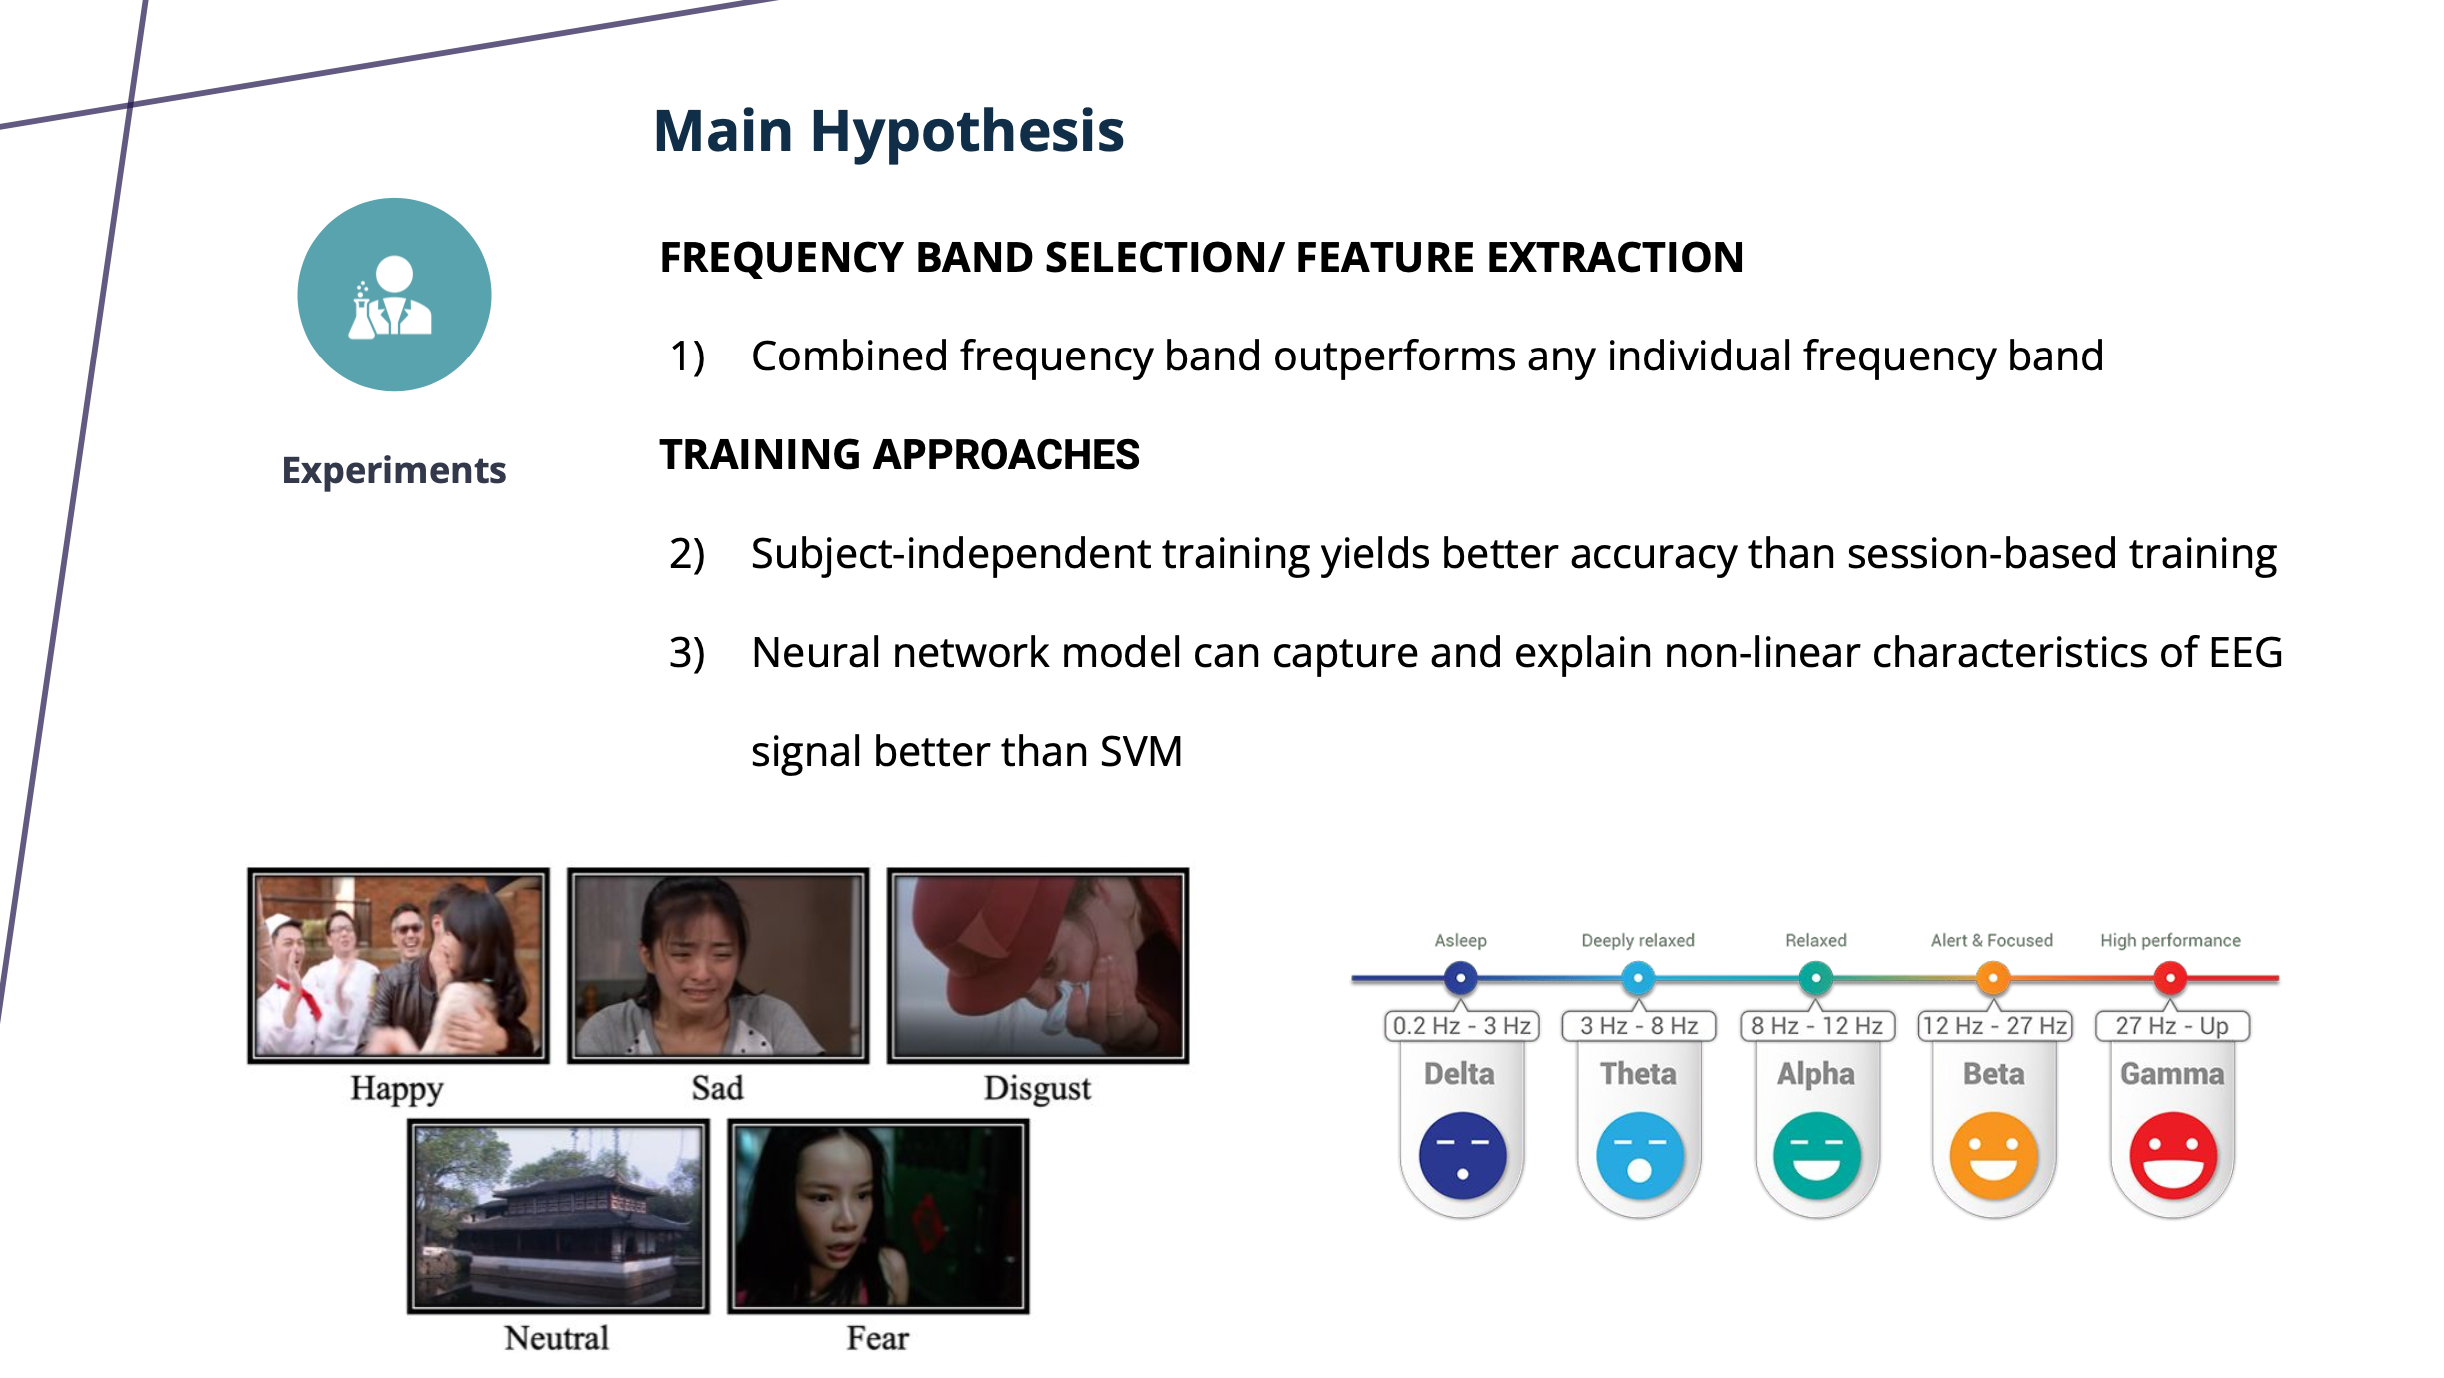 Main Hypothesis
Experiments
FREQUENCY BAND SELECTION/ FEATURE EXTRACTION
1) Combined frequency band outperforms any individual frequency band
TRAINING APPROACHES
2) Subject-independent training yields better accuracy than session-based training
3) Neural network model can capture and explain non-linear characteristics of EEG
signal better than SVM
Happy Sad Disgust
Neutral Fear
Asleep Deeply relaxed Relaxed Alert & Focused High performance
0.2 Hz - 3 Hz 3 Hz - 8 Hz 8 Hz - 12 Hz 12 Hz - 27 Hz 27 Hz - Up
Delta Theta Alpha Beta Gamma